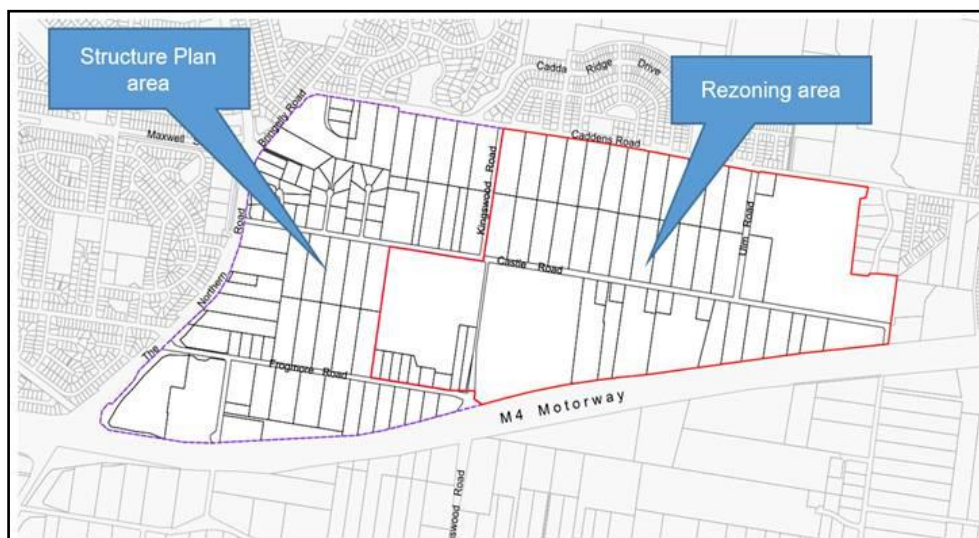 Structure Plan
area
Rezoning area
Cadda Ridge Drive
Caddens Road
Maxwell
Bringelly Road
Kingswood Road
Ulm Road
Castle Road
The Northern Road
Frogmore Road
M4 Motorway
Road